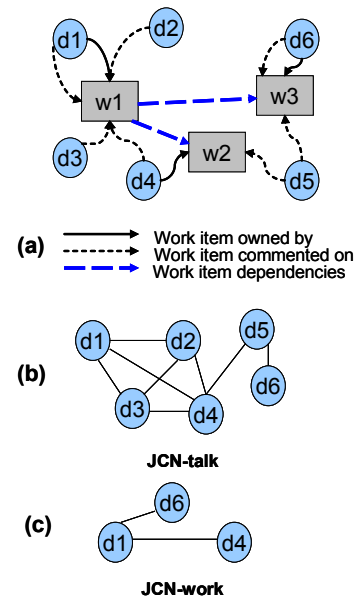 d1
d2
d6
w1
w3
w2
d3
d4
d5
(a)
Work item owned by
Work item commented on
Work item dependencies
(b)
d1
d2
d5
d3
d4
d6
JCN-talk
(c)
d6
d1
d4
JCN-work